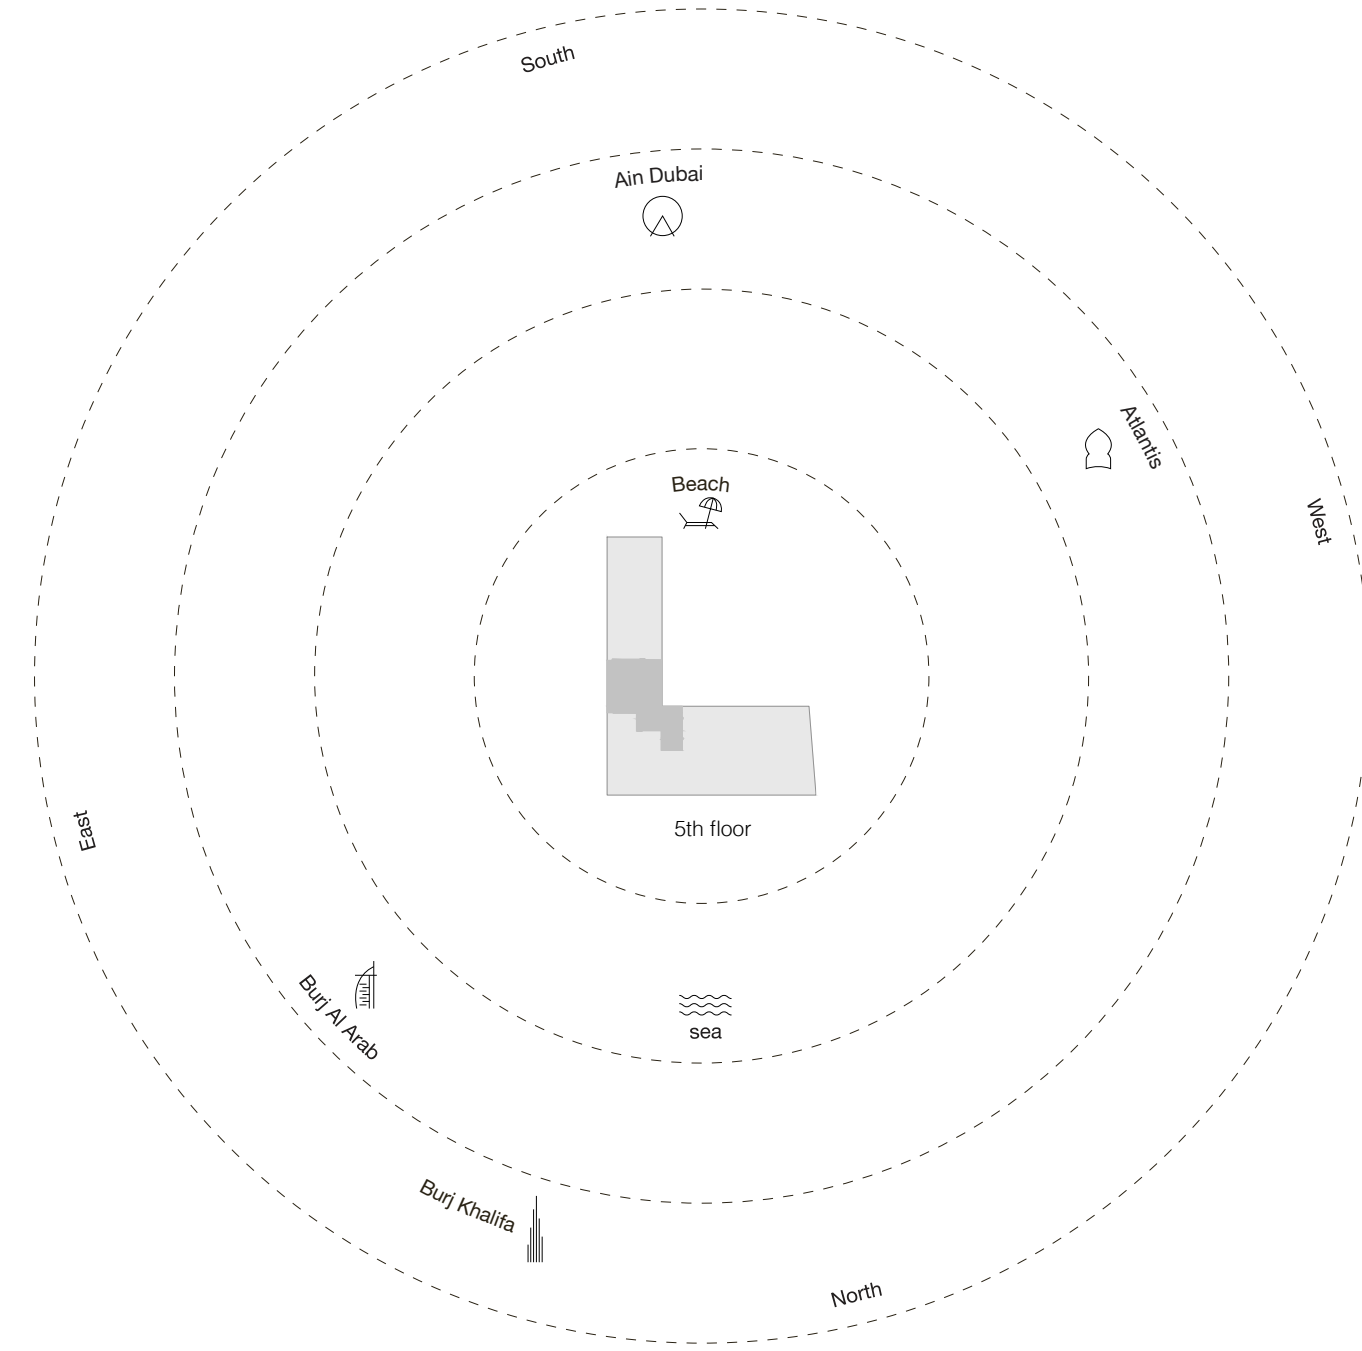 South
Ain Dubai
Atlantis
Beach
West
East
5th floor
Burj Al Arab
sea
Burj Khalifa
North